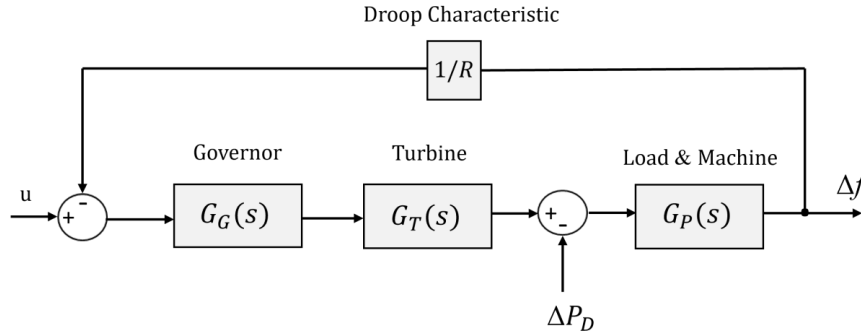 Droop Characteristic
1/R
Governor
Turbine
Load & Machine
u
+
-
G_G(s)
G_T(s)
+
-
G_P(s)
Δf
ΔP_D